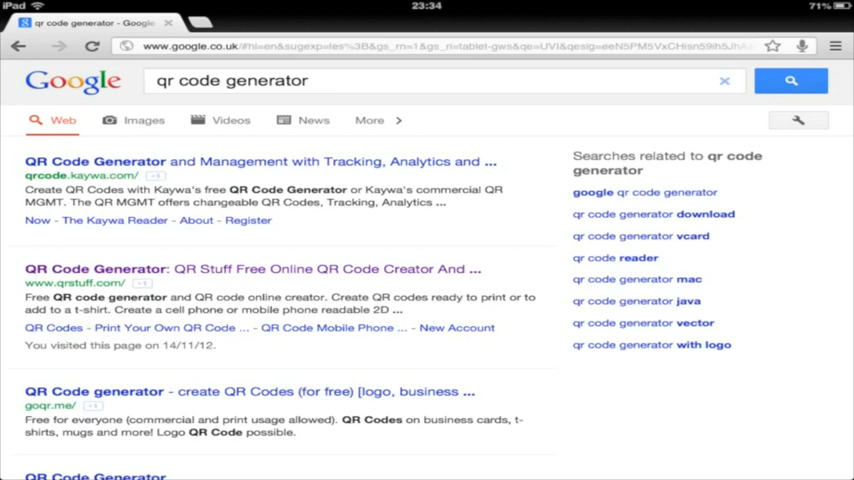 iPad
23:34
71%
qr code generator - Google
www.google.co.uk/#hl=en&sugexp=les%3B&gs_rn=1&gs_ri=tablet-gws&qe=UVI&qesig=eeN5PM5VxCHisn59ih5JhA
Google
qr code generator
Web Images Videos News More
QR Code Generator and Management with Tracking, Analytics and ...
qrcode.kaywa.com/ +1
Create QR Codes with Kaywa's free QR Code Generator or Kaywa's commercial QR
MGMT. The QR MGMT offers changeable QR Codes, Tracking, Analytics ...
Now - The Kaywa Reader - About - Register
QR Code Generator: QR Stuff Free Online QR Code Creator And ...
www.qrstuff.com/ +1
Free QR code generator and QR code online creator. Create QR codes ready to print or to
add to a t-shirt. Create a cell phone or mobile phone readable 2D ...
QR Codes - Print Your Own QR Code ... - QR Code Mobile Phone ... - New Account
You visited this page on 14/11/12.
QR Code generator - create QR Codes (for free) [logo, business ...
goqr.me/ +1
Free for everyone (commercial and print usage allowed). QR Codes on business cards, t-
shirts, mugs and more! Logo QR Code possible.
QR Code Generator
Searches related to qr code
generator
google qr code generator
qr code generator download
qr code generator vcard
qr code reader
qr code generator mac
qr code generator java
qr code generator vector
qr code generator with logo